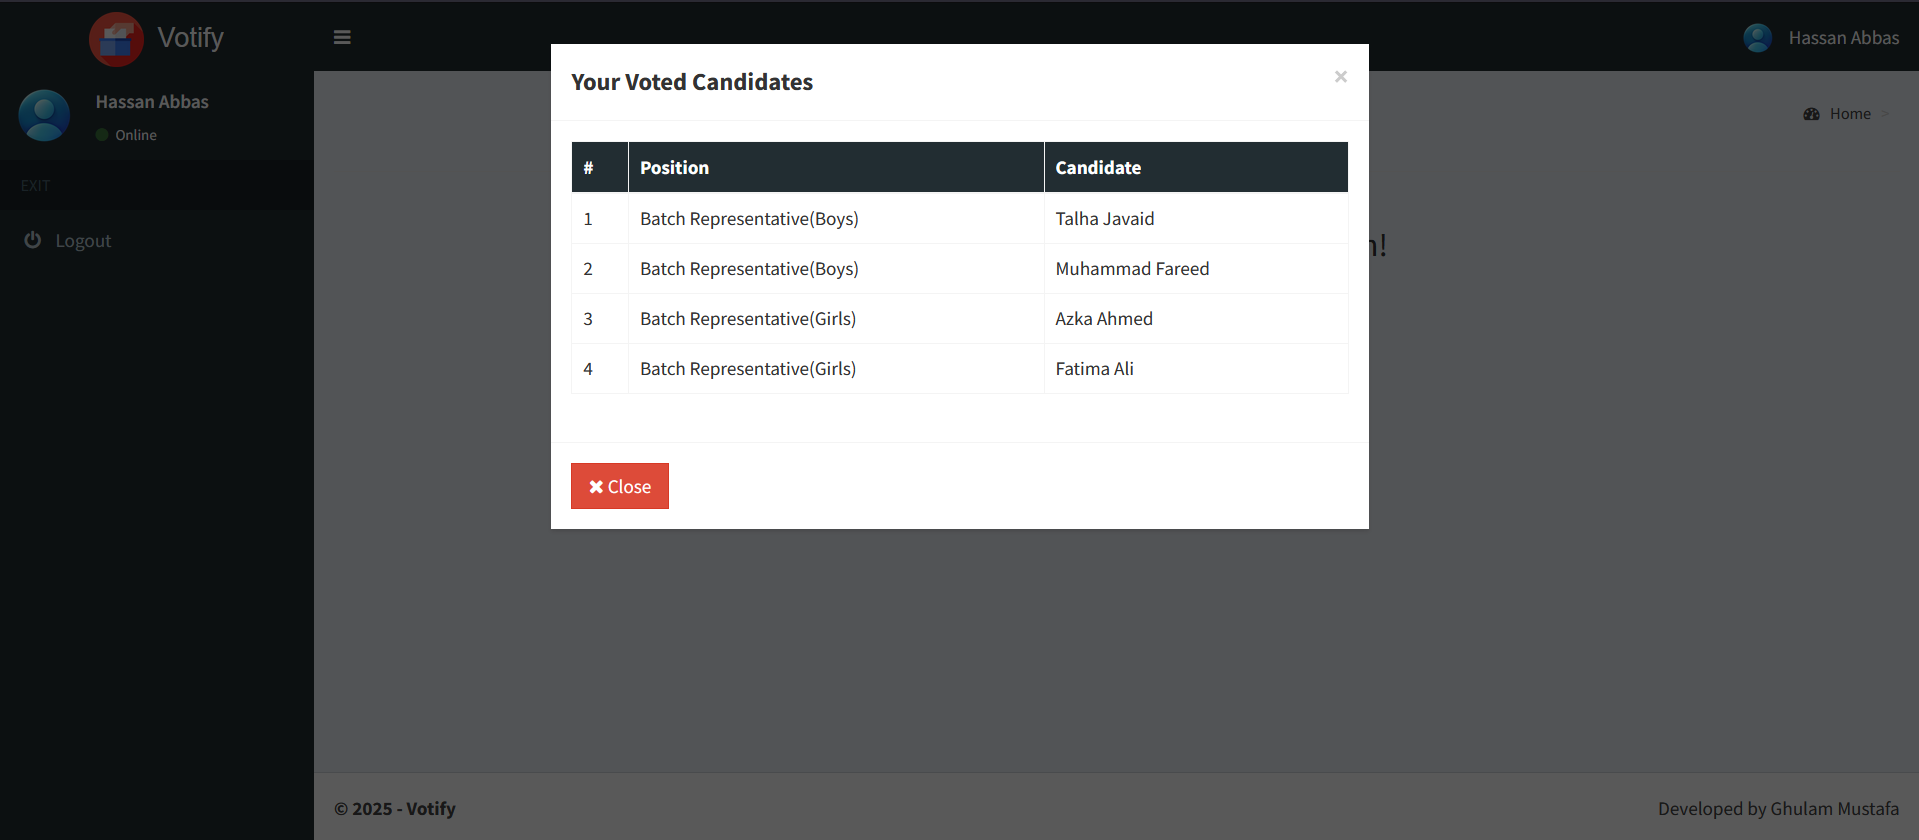 Votify
Hassan Abbas
Hassan Abbas
Online
EXIT
Logout
Home >
Your Voted Candidates ×
# Position Candidate
1 Batch Representative(Boys) Talha Javaid
2 Batch Representative(Boys) Muhammad Fareed
3 Batch Representative(Girls) Azka Ahmed
4 Batch Representative(Girls) Fatima Ali
Close
© 2025 - Votify
Developed by Ghulam Mustafa